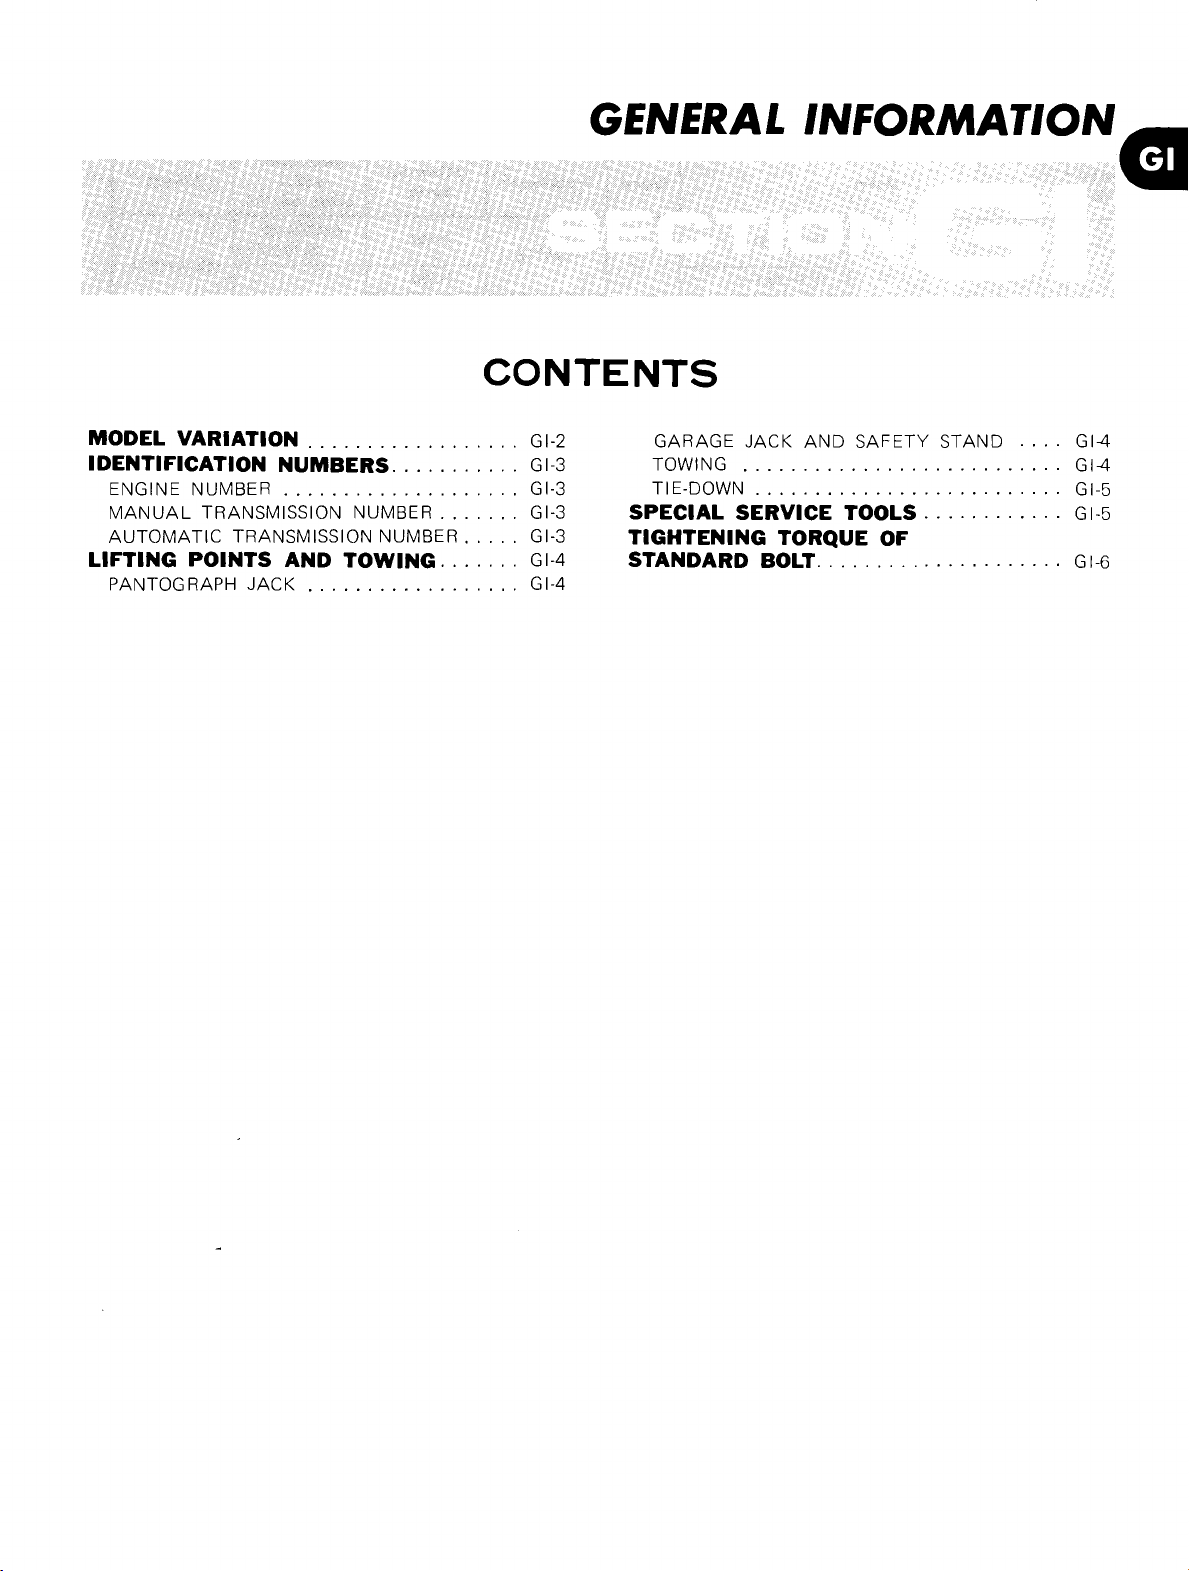 GENERAL INFORMATION
GI
SECTION GI
CONTENTS
MODEL VARIATION . . . . . . . . . . . . . . . . . . GI-2
IDENTIFICATION NUMBERS. . . . . . . . . . . GI-3
ENGINE NUMBER . . . . . . . . . . . . . . . . . . . . GI-3
MANUAL TRANSMISSION NUMBER . . . . . . . GI-3
AUTOMATIC TRANSMISSION NUMBER . . . . . GI-3
LIFTING POINTS AND TOWING. . . . . . . GI-4
PANTOGRAPH JACK . . . . . . . . . . . . . . . . . . GI-4
GARAGE JACK AND SAFETY STAND . . . . GI-4
TOWING . . . . . . . . . . . . . . . . . . . . . . . . . . . GI-4
TIE-DOWN . . . . . . . . . . . . . . . . . . . . . . . . . . GI-5
SPECIAL SERVICE TOOLS . . . . . . . . . . . . GI-5
TIGHTENING TORQUE OF
STANDARD BOLT. . . . . . . . . . . . . . . . . . . . . GI-6